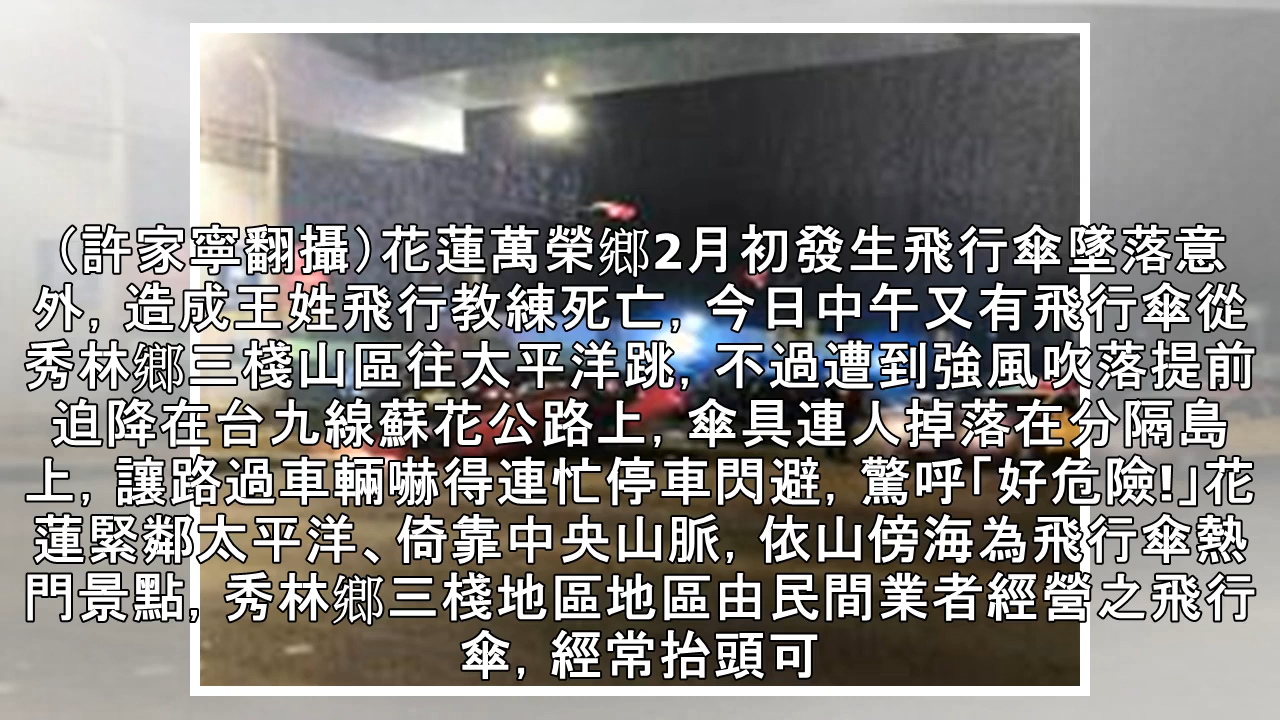 (許家寧翻攝)花蓮萬榮鄉2月初發生飛行傘墜落意
外, 造成王姓飛行教練死亡, 今日中午又有飛行傘從
秀林鄉三棧山區往太平洋跳, 不過遭到強風吹落提前
迫降在台九線蘇花公路上, 傘具連人掉落在分隔島
上, 讓路過車輛嚇得連忙停車閃避, 驚呼「好危險!」花
蓮緊鄰太平洋、倚靠中央山脈, 依山傍海為飛行傘熱
門景點, 秀林鄉三棧地區地區由民間業者經營之飛行
傘, 經常抬頭可